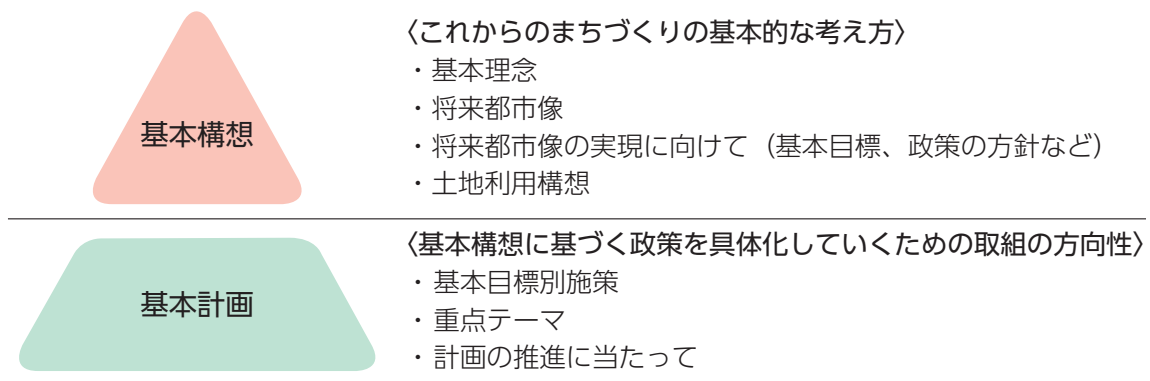 基本構想
〈これからのまちづくりの基本的な考え方〉
・基本理念
・将来都市像
・将来都市像の実現に向けて（基本目標、政策の方針など）
・土地利用構想
基本計画
〈基本構想に基づく政策を具体化していくための取組の方向性〉
・基本目標別施策
・重点テーマ
・計画の推進に当たって